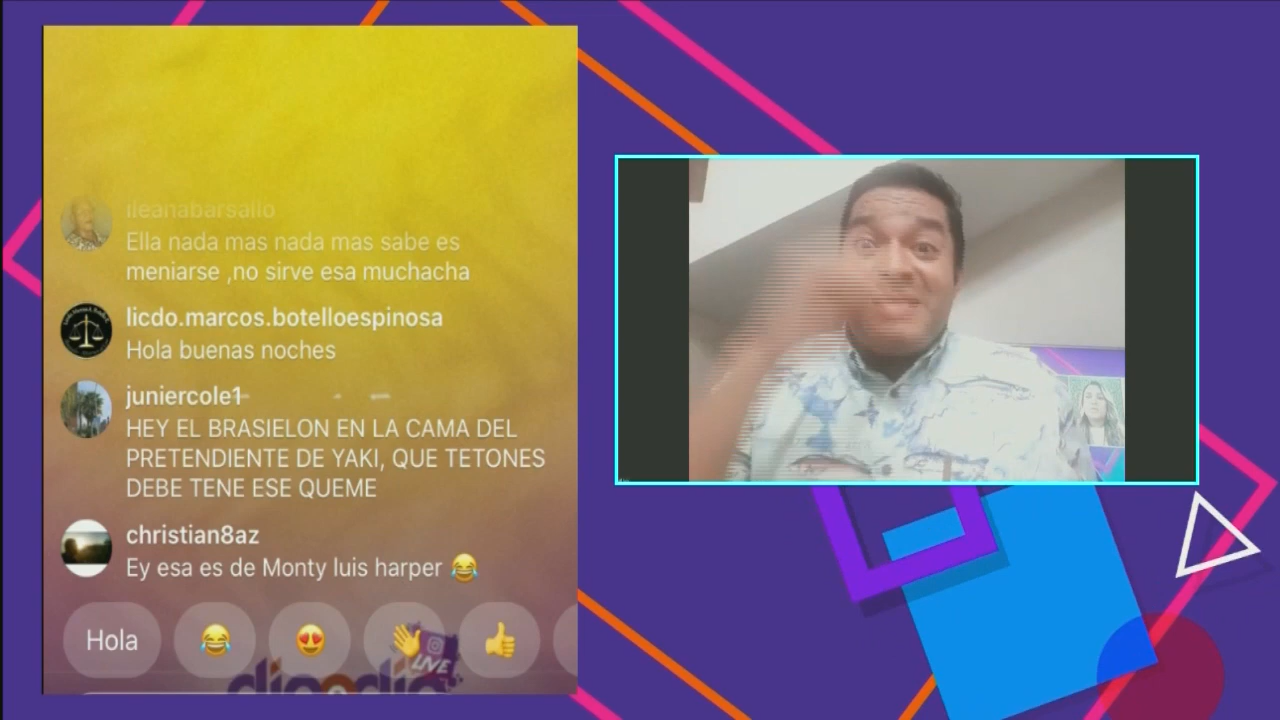 ileanabarsallo
Ella nada mas nada mas sabe es
meniarse ,no sirve esa muchacha
licdo.marcos.botelloespinosa
Hola buenas noches
juniercole1
HEY EL BRASIELON EN LA CAMA DEL
PRETENDIENTE DE YAKI, QUE TETONES
DEBE TENE ESE QUEME
christian8az
Ey esa es de Monty luis harper 😂
Hola 😂 😍 👋 👍
LIVE